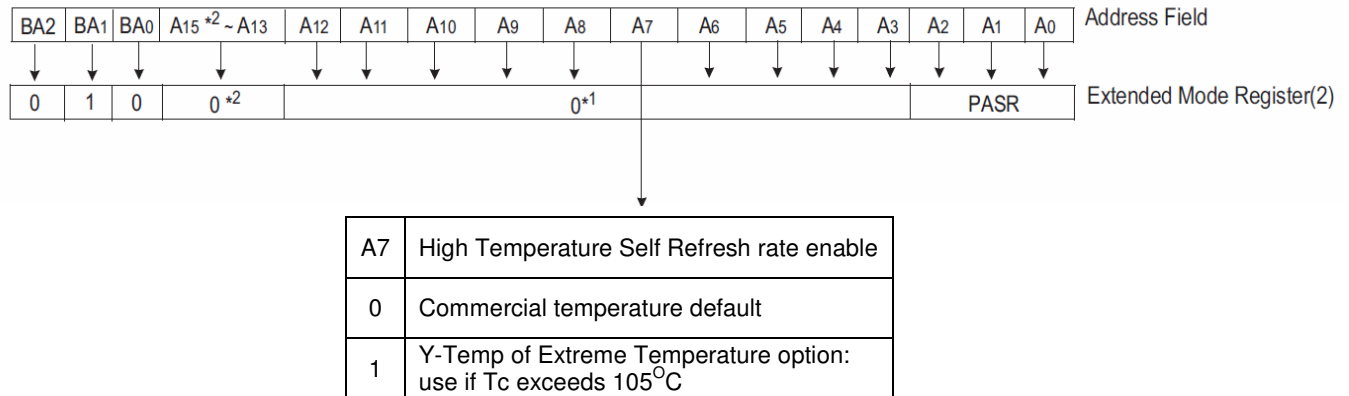 BA2 BA1 BA0 A15 *2 ~ A13 A12 A11 A10 A9 A8 A7 A6 A5 A4 A3 A2 A1 A0 Address Field
0 1 0 0 *2 0*1 PASR Extended Mode Register(2)
A7 High Temperature Self Refresh rate enable
0 Commercial temperature default
1 Y-Temp of Extreme Temperature option:
use if Tc exceeds 105OC